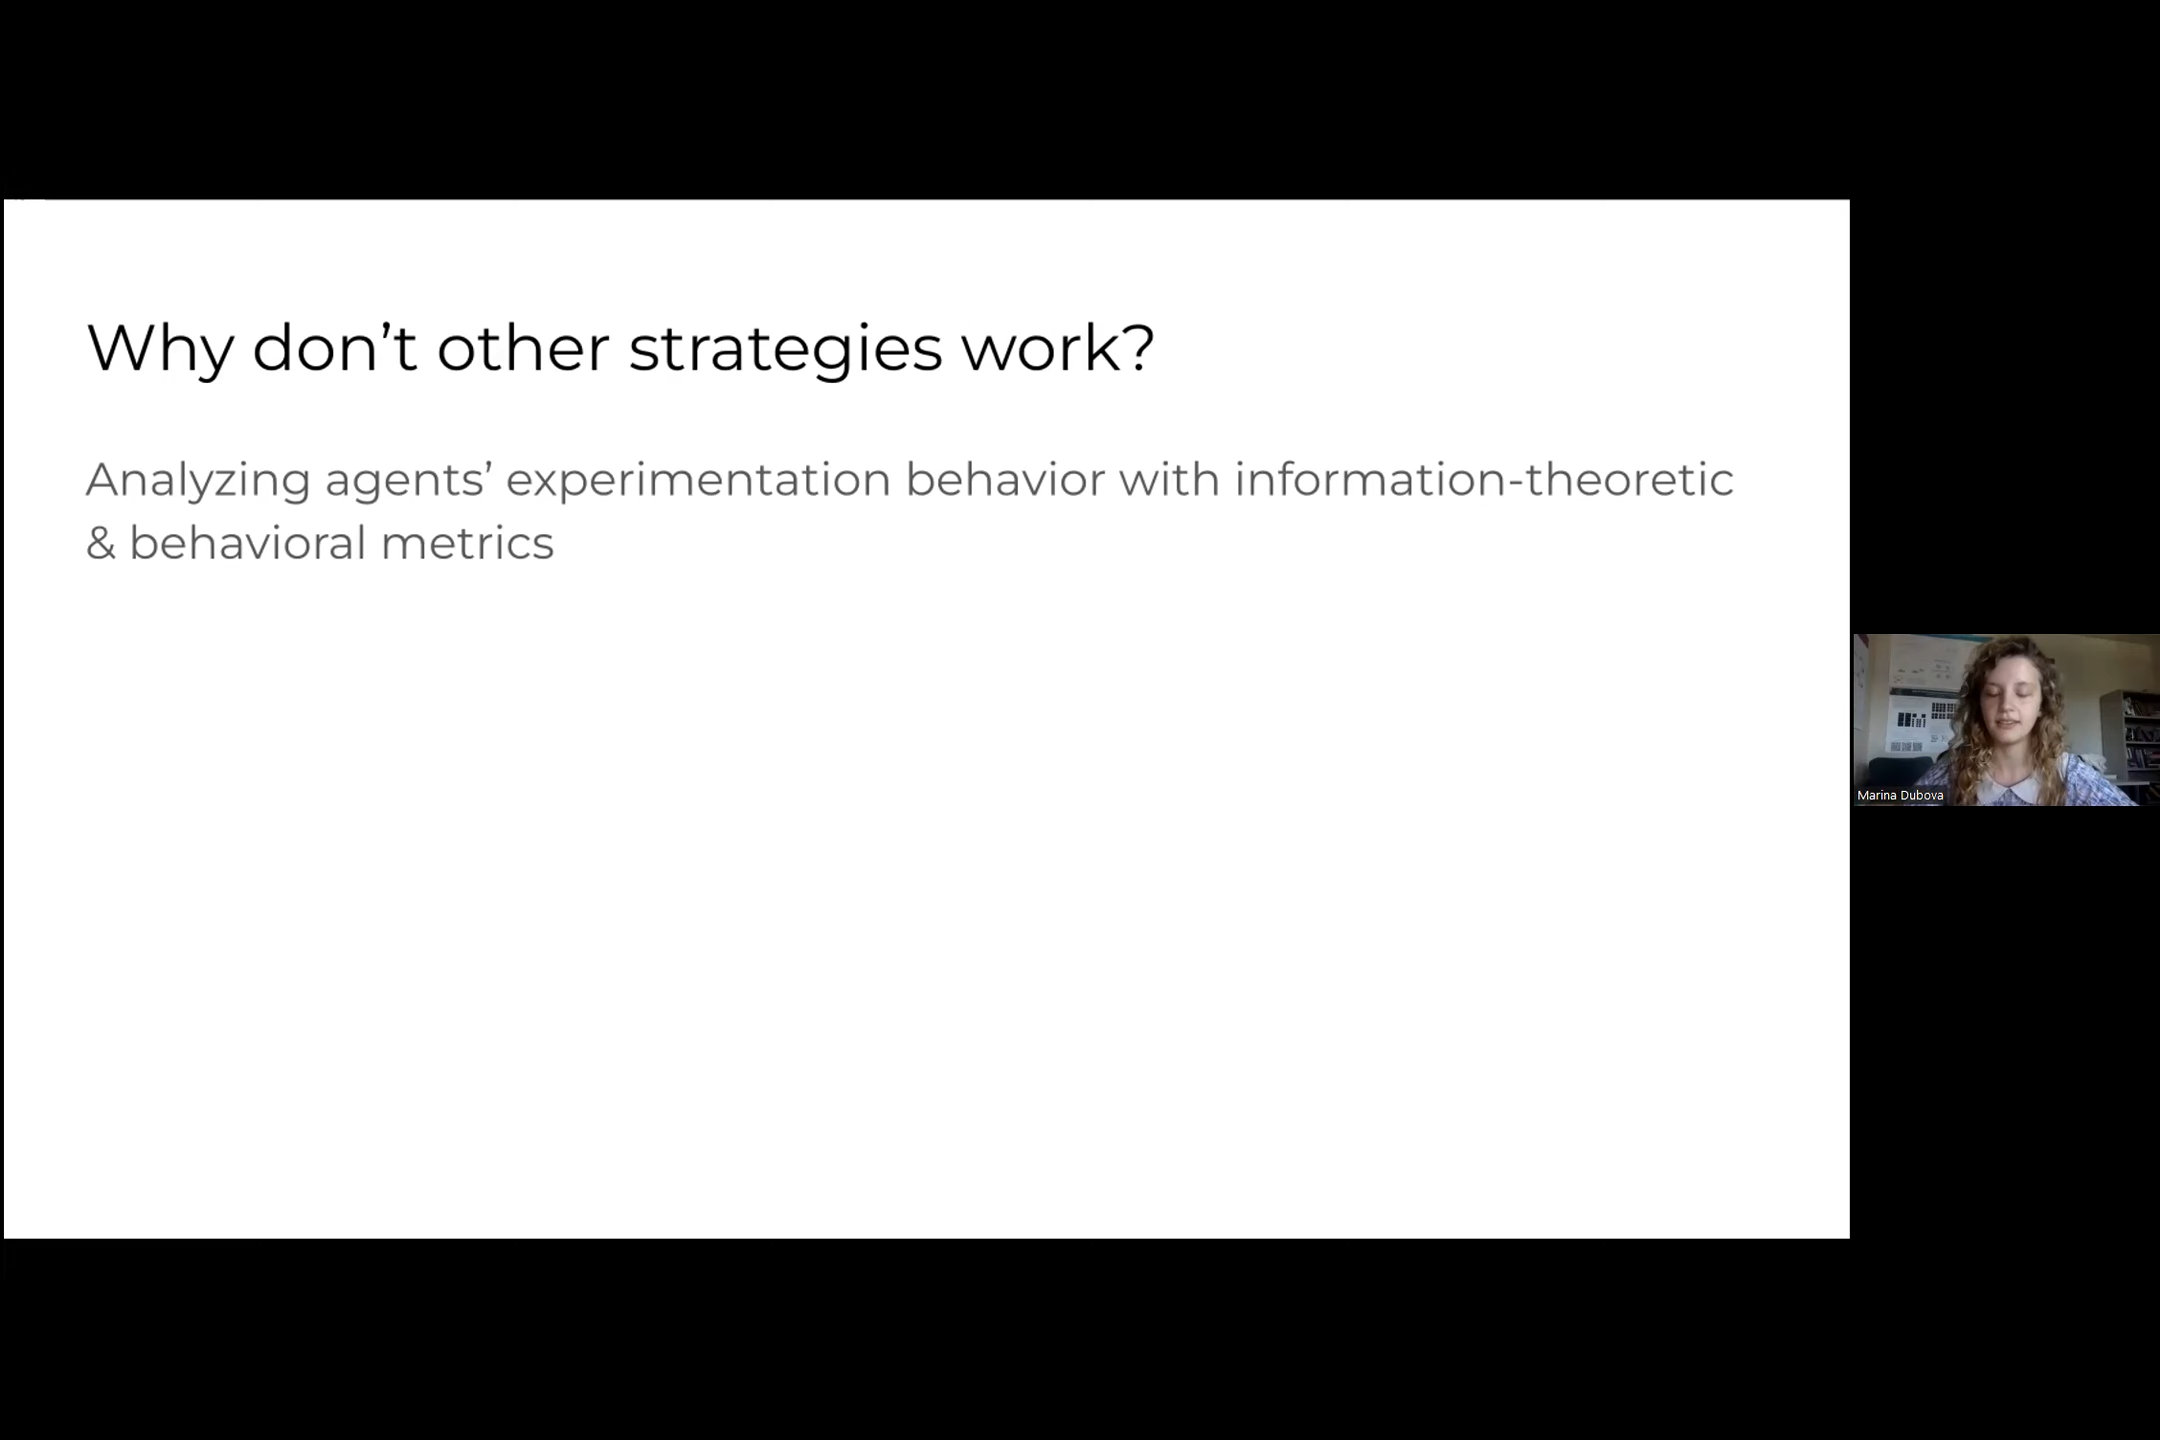 Why don’t other strategies work?
Analyzing agents’ experimentation behavior with information-theoretic
& behavioral metrics
Marina Dubova